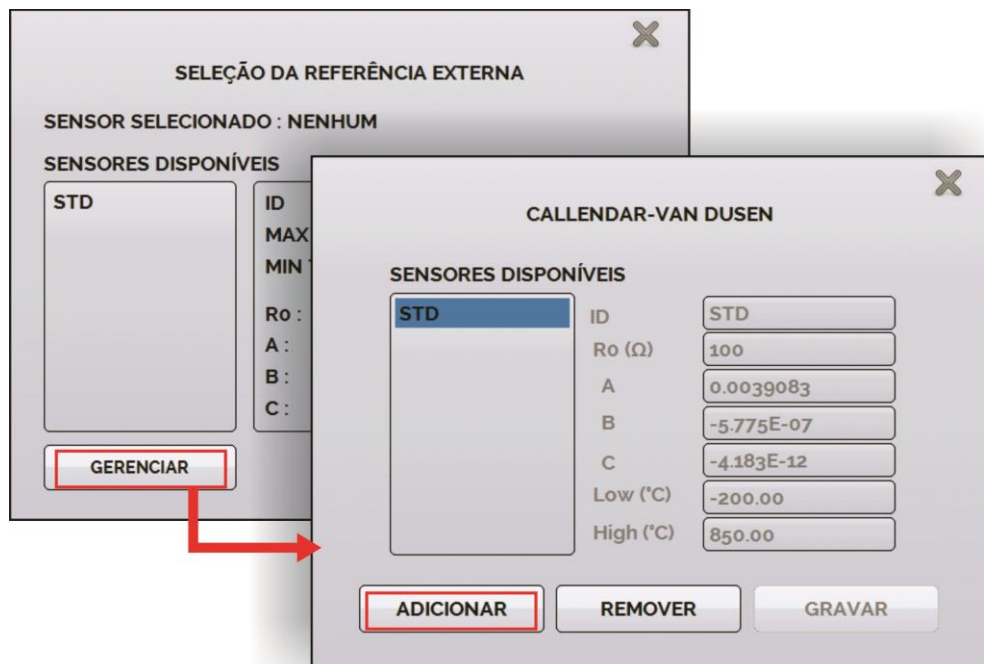 SELEÇÃO DA REFERÊNCIA EXTERNA
SENSOR SELECIONADO : NENHUM
SENSORES DISPONÍVEIS
STD
ID
MAX
MIN
Ro :
A :
B :
C :
GERENCIAR
CALLENDAR-VAN DUSEN
SENSORES DISPONÍVEIS
STD
ID STD
Ro (Ω) 100
A 0.0039083
B -5.775E-07
C -4.183E-12
Low (°C) -200.00
High (°C) 850.00
ADICIONAR REMOVER GRAVAR